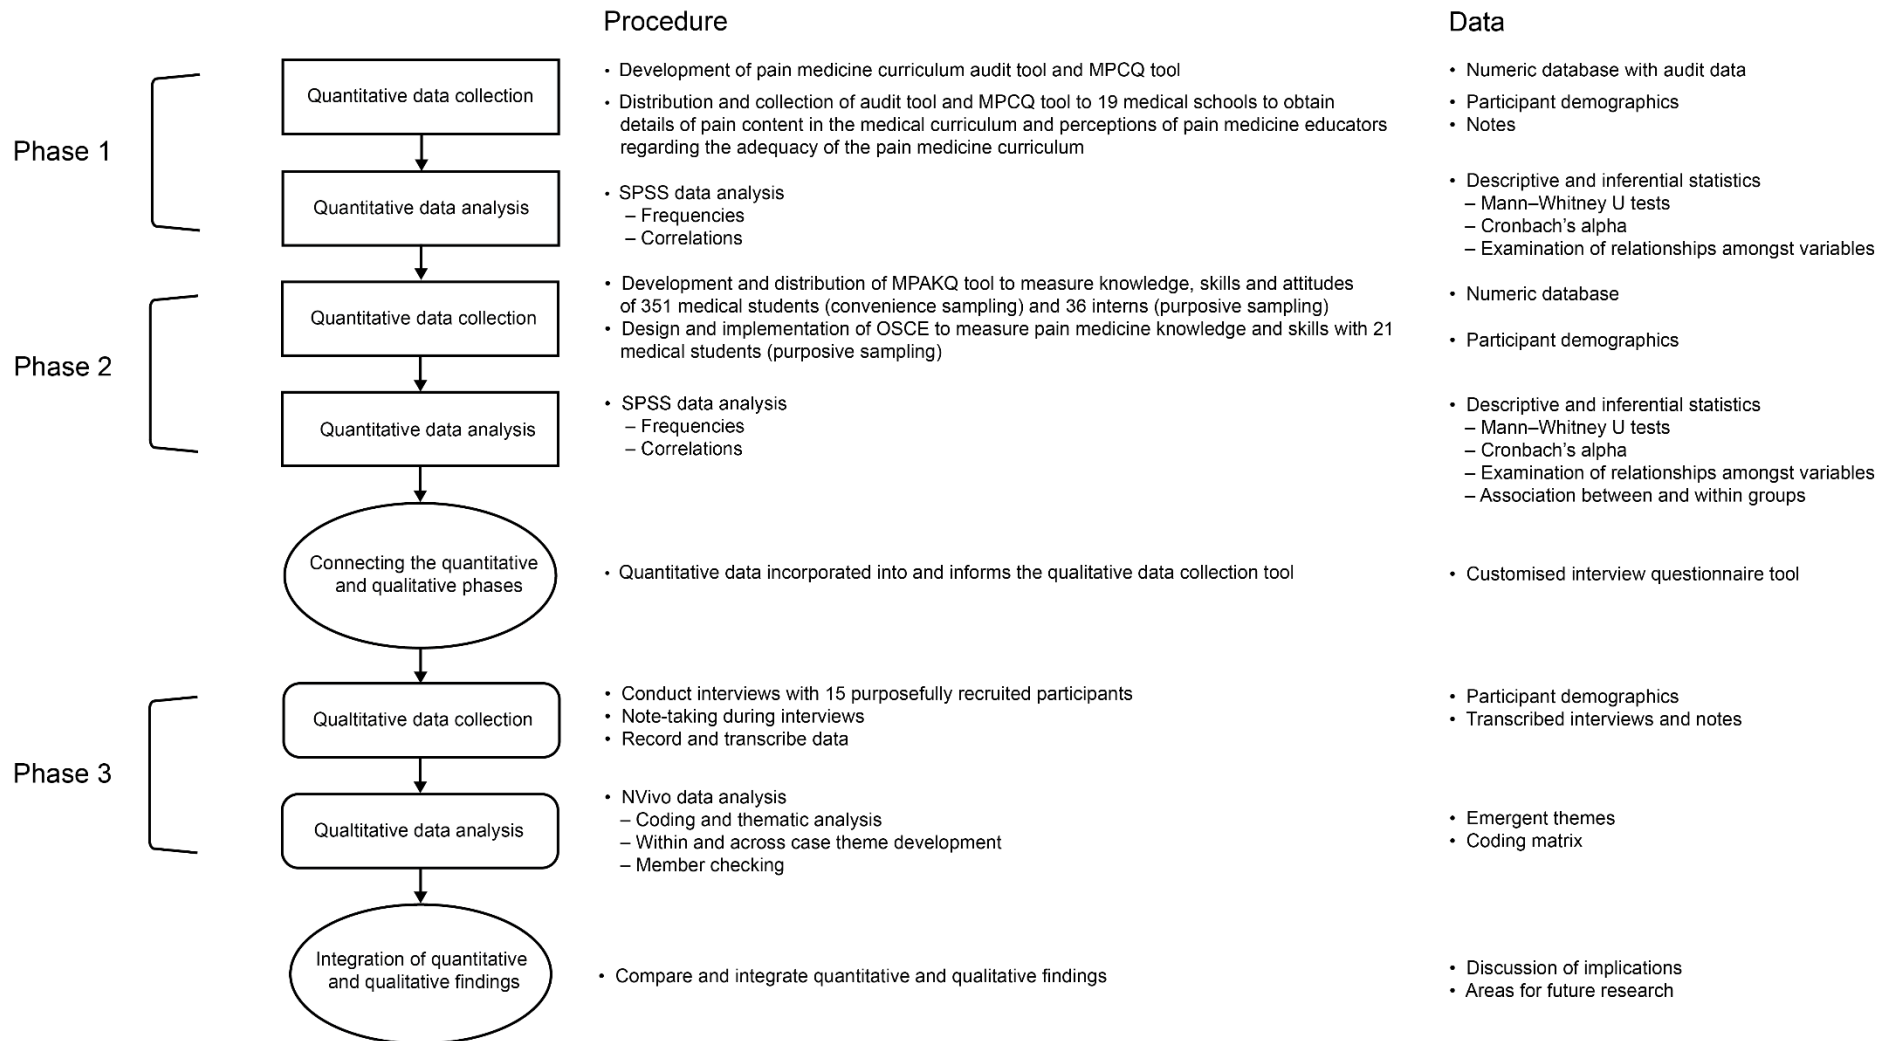 Procedure
Data
Phase 1
Quantitative data collection
• Development of pain medicine curriculum audit tool and MPCQ tool
• Distribution and collection of audit tool and MPCQ tool to 19 medical schools to obtain
details of pain content in the medical curriculum and perceptions of pain medicine educators
regarding the adequacy of the pain medicine curriculum
• Numeric database with audit data
• Participant demographics
• Notes
Quantitative data analysis
• SPSS data analysis
– Frequencies
– Correlations
• Descriptive and inferential statistics
– Mann–Whitney U tests
– Cronbach’s alpha
– Examination of relationships amongst variables
Phase 2
Quantitative data collection
• Development and distribution of MPAKQ tool to measure knowledge, skills and attitudes
of 351 medical students (convenience sampling) and 36 interns (purposive sampling)
• Design and implementation of OSCE to measure pain medicine knowledge and skills with 21
medical students (purposive sampling)
• Numeric database
• Participant demographics
Quantitative data analysis
• SPSS data analysis
– Frequencies
– Correlations
• Descriptive and inferential statistics
– Mann–Whitney U tests
– Cronbach’s alpha
– Examination of relationships amongst variables
– Association between and within groups
Connecting the quantitative
and qualitative phases
• Quantitative data incorporated into and informs the qualitative data collection tool
• Customised interview questionnaire tool
Phase 3
Qualtitative data collection
• Conduct interviews with 15 purposefully recruited participants
• Note-taking during interviews
• Record and transcribe data
• Participant demographics
• Transcribed interviews and notes
Qualtitative data analysis
• NVivo data analysis
– Coding and thematic analysis
– Within and across case theme development
– Member checking
• Emergent themes
• Coding matrix
Integration of quantitative
and qualitative findings
• Compare and integrate quantitative and qualitative findings
• Discussion of implications
• Areas for future research